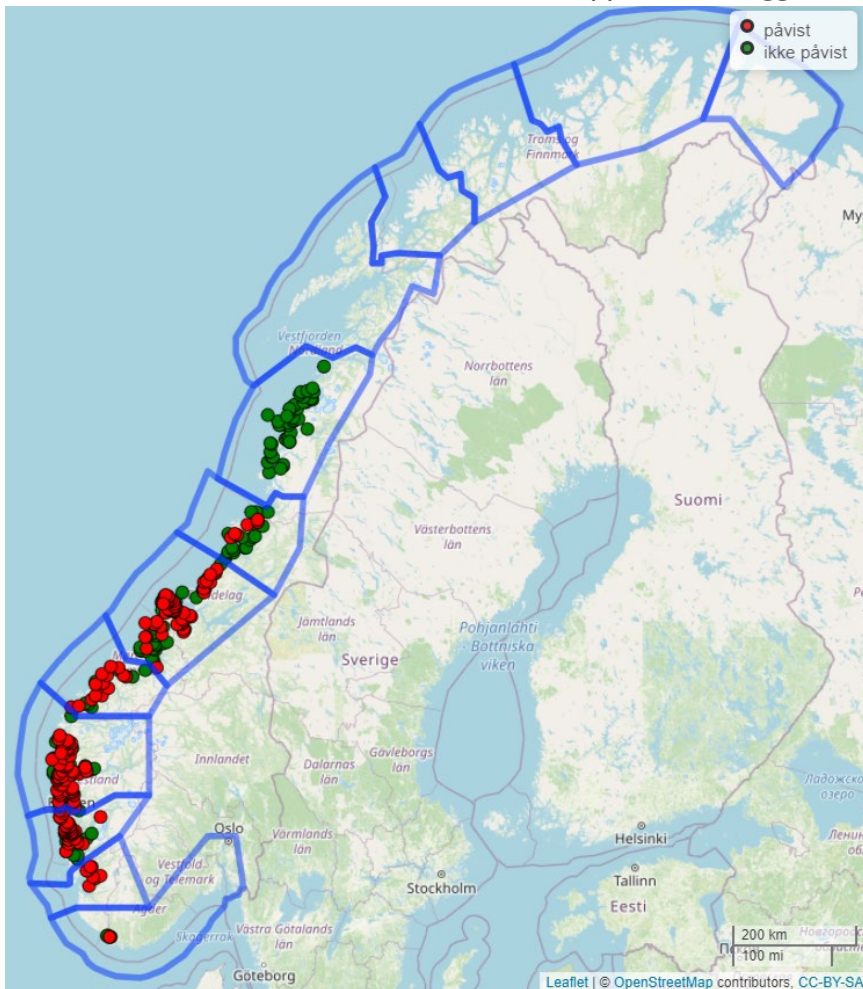 påvist
ikke påvist
Troms og
Finnmark
Vestfjorden
Nordland
Norrbottens
län
Suomi
Västerbottens
län
Jämtlands
län
Pohjanlahti
- Bottniska
viken
Sverige
Gävleborgs
län
Dalarnas
län
Innlandet
Oslo
Värmlands
län
Vestfold
og Telemark
Agder
Skagerrak
Västra Götalands
län
Göteborg
Stockholm
Helsinki
Tallinn
Eesti
Ладожско
озеро
200 km
100 mi
Leaflet | © OpenStreetMap contributors, CC-BY-SA